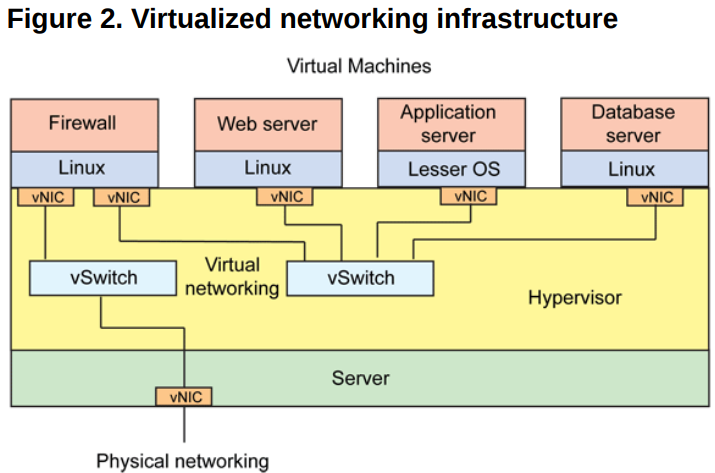 Figure 2. Virtualized networking infrastructure
Virtual Machines
Firewall
Linux
vNIC
vNIC
Web server
Linux
vNIC
Application
server
Lesser OS
vNIC
Database
server
Linux
vNIC
vSwitch
Virtual
networking
vSwitch
Hypervisor
Server
vNIC
Physical networking